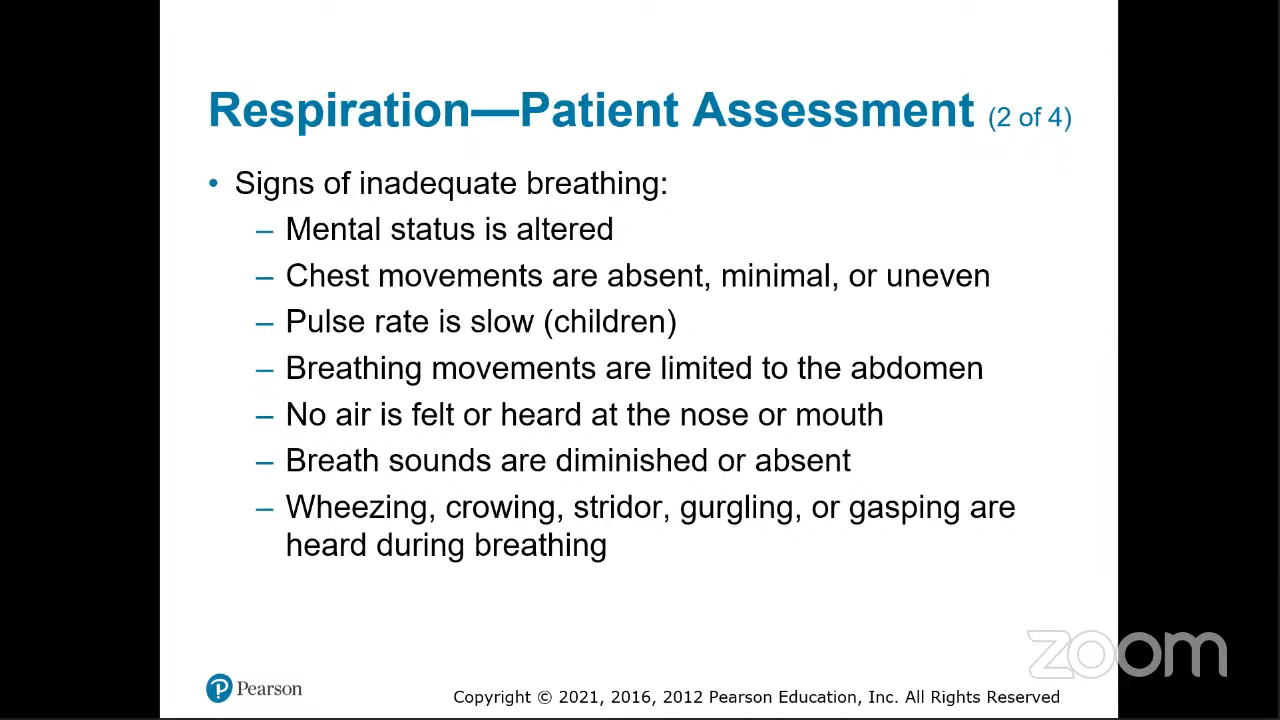 Respiration—Patient Assessment (2 of 4)
• Signs of inadequate breathing:
– Mental status is altered
– Chest movements are absent, minimal, or uneven
– Pulse rate is slow (children)
– Breathing movements are limited to the abdomen
– No air is felt or heard at the nose or mouth
– Breath sounds are diminished or absent
– Wheezing, crowing, stridor, gurgling, or gasping are
heard during breathing
zoom
P Pearson
Copyright © 2021, 2016, 2012 Pearson Education, Inc. All Rights Reserved